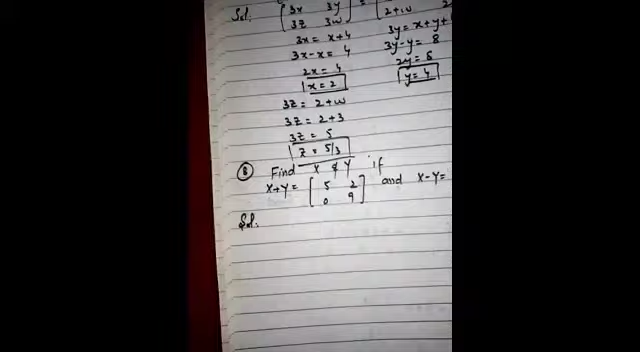 Sol. [3x 3y] = [
3z 3w 2+w
3x = x+4 3y = x+y+
3x-x = 4 3y-y = 8
2x = 4 2y = 8
x = 2 y = 4
3z = 2+w
3z = 2+3
3z = 5
z = 5/3
8 Find X & Y if
X+Y = [5 2] and X-Y =
0 9
Sol.